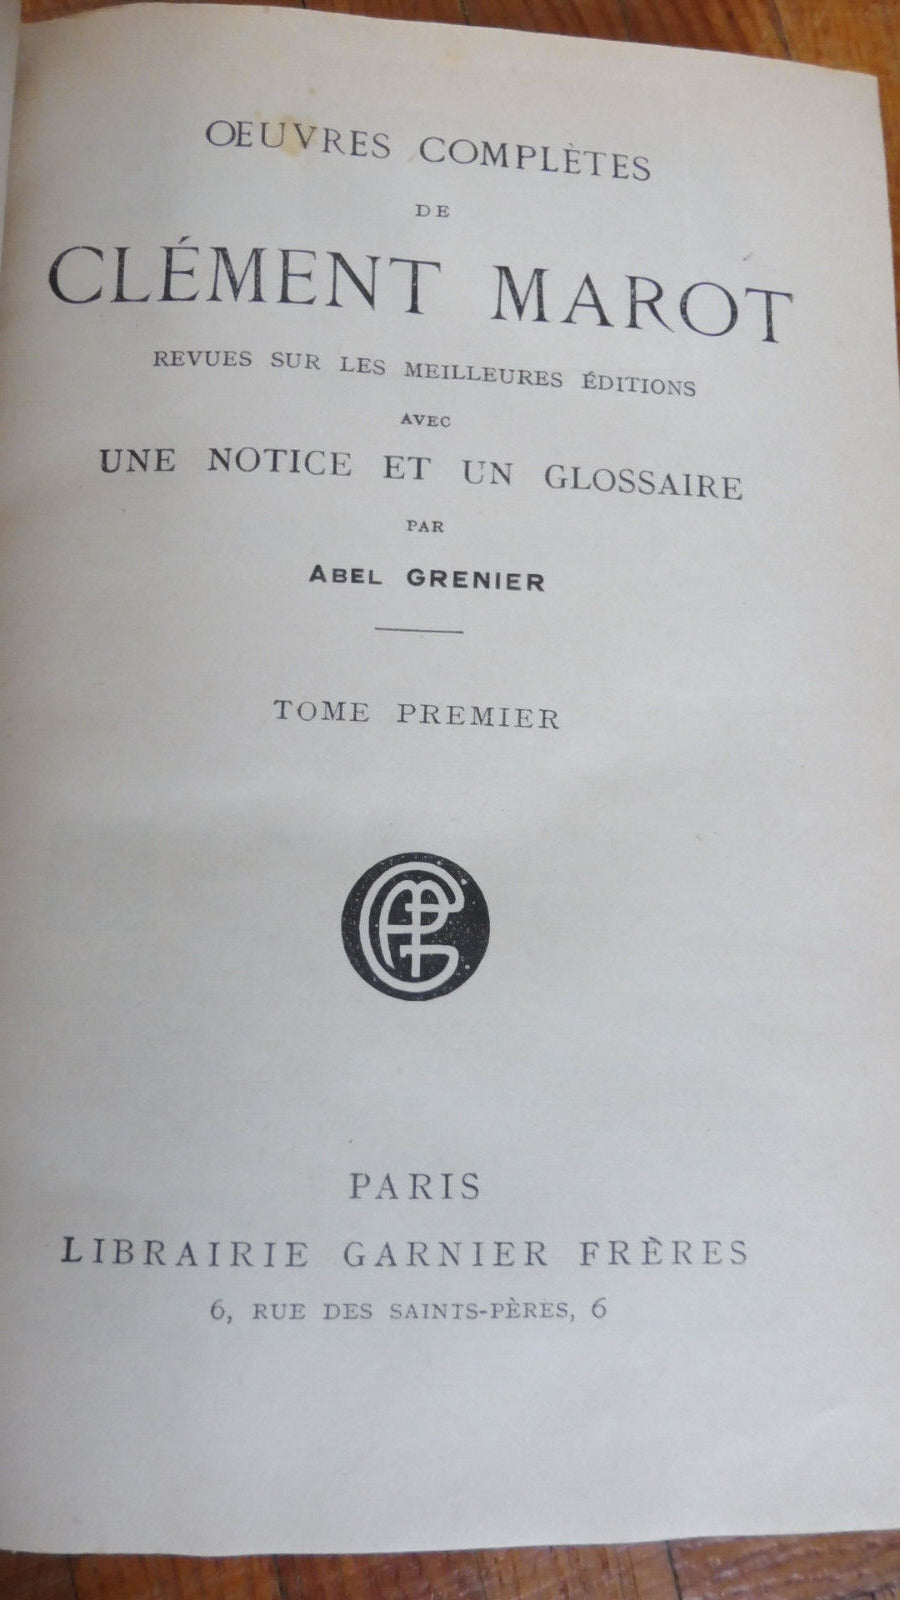 OEUVRES COMPLÈTES
DE
CLÉMENT MAROT
REVUES SUR LES MEILLEURES ÉDITIONS
AVEC
UNE NOTICE ET UN GLOSSAIRE
PAR
ABEL GRENIER
TOME PREMIER
PARIS
LIBRAIRIE GARNIER FRÈRES
6, RUE DES SAINTS-PÈRES, 6